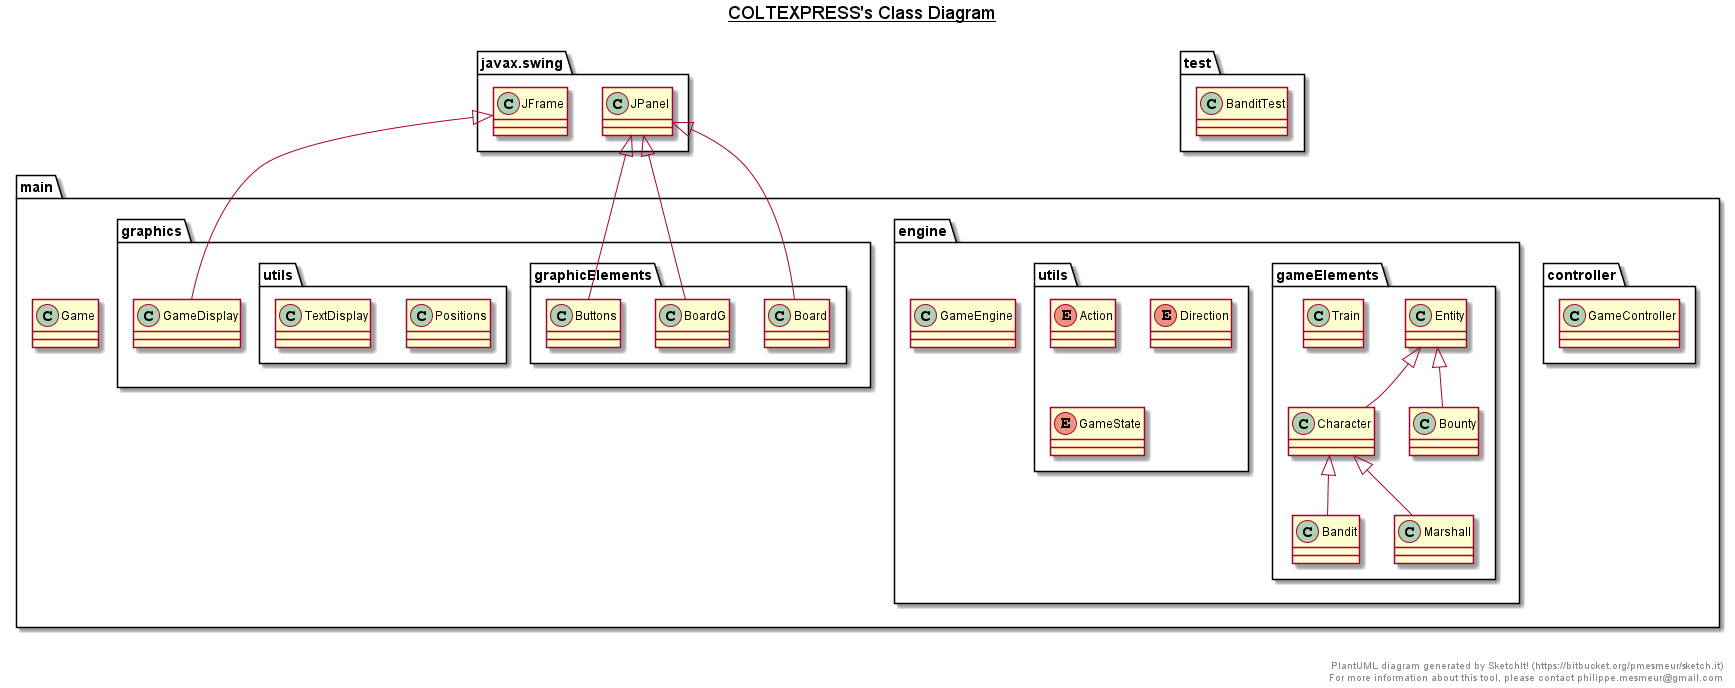 COLTEXPRESS's Class Diagram
javax.swing
C JFrame
C JPanel
test
C BanditTest
main
C Game
graphics
C GameDisplay
utils
C TextDisplay
C Positions
graphicElements
C Buttons
C BoardG
C Board
engine
C GameEngine
utils
E Action
E Direction
E GameState
gameElements
C Train
C Entity
C Character
C Bounty
C Bandit
C Marshall
controller
C GameController
PlantUML diagram generated by SketchIt! (https://bitbucket.org/pmesmeur/sketch.it)
For more information about this tool, please contact philippe.mesmeur@gmail.com